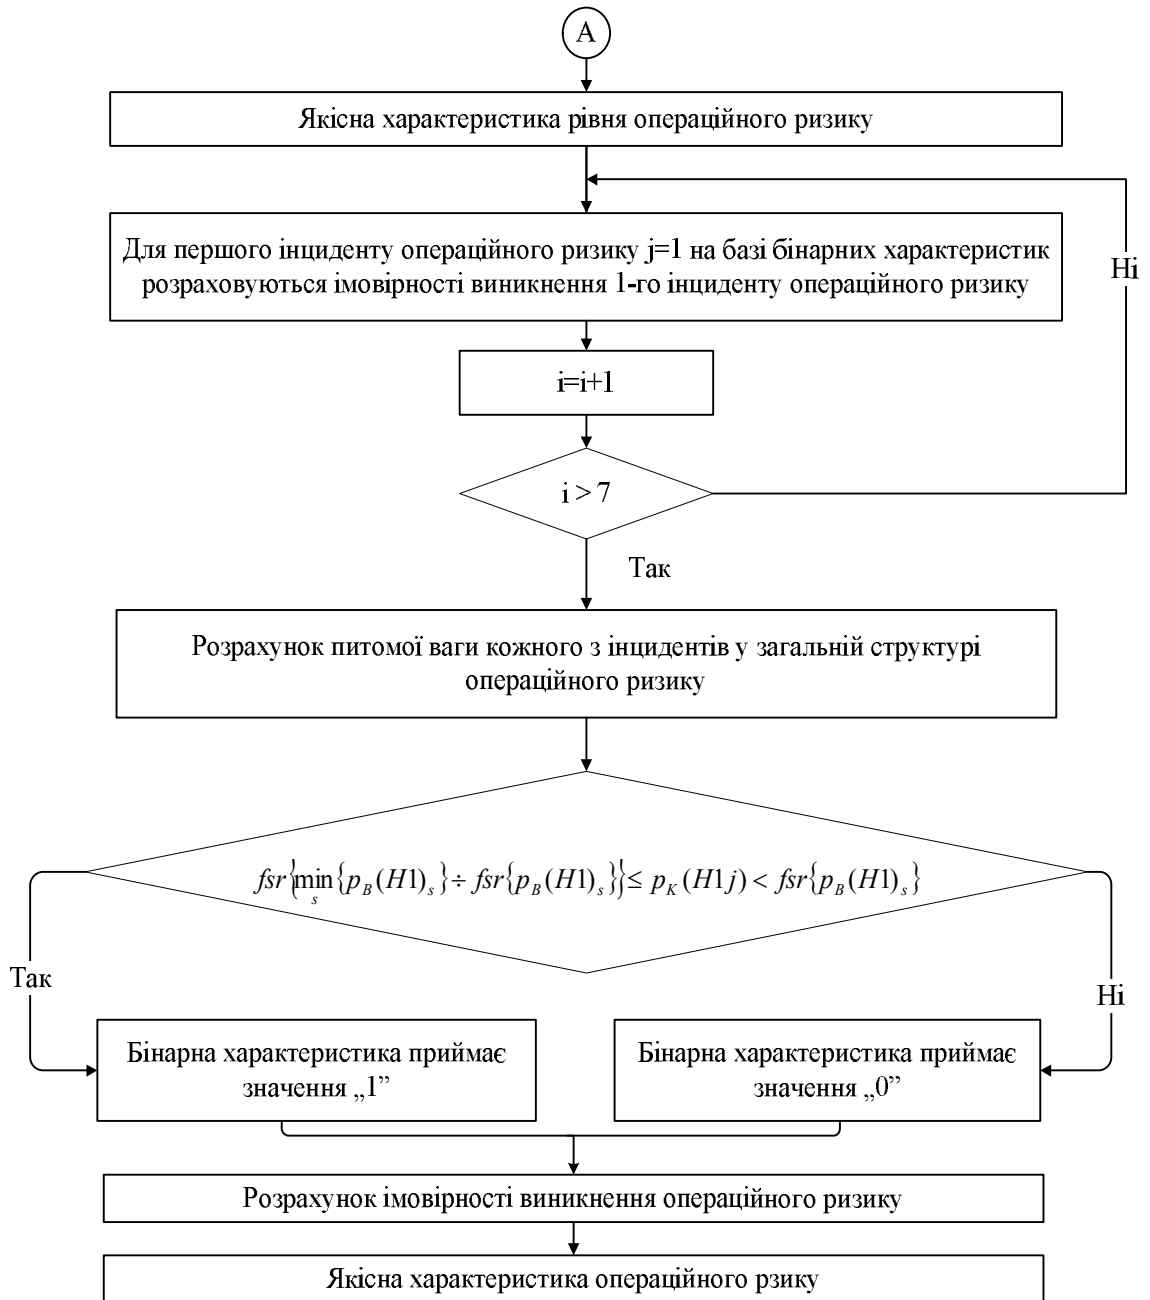 А
Якісна характеристика рівня операційного ризику
Для першого інциденту операційного ризику j=1 на базі бінарних характеристик
розраховуються імовірності виникнення 1-го інциденту операційного ризику
Ні
i=i+1
i > 7
Так
Розрахунок питомої ваги кожного з інцидентів у загальній структурі
операційного ризику
fsr{min_s{p_B(H1)_s} ÷ fsr{p_B(H1)_s}} ≤ p_K(H1j) < fsr{p_B(H1)_s}
Так
Ні
Бінарна характеристика приймає
значення „1”
Бінарна характеристика приймає
значення „0”
Розрахунок імовірності виникнення операційного ризику
Якісна характеристика операційного рзику